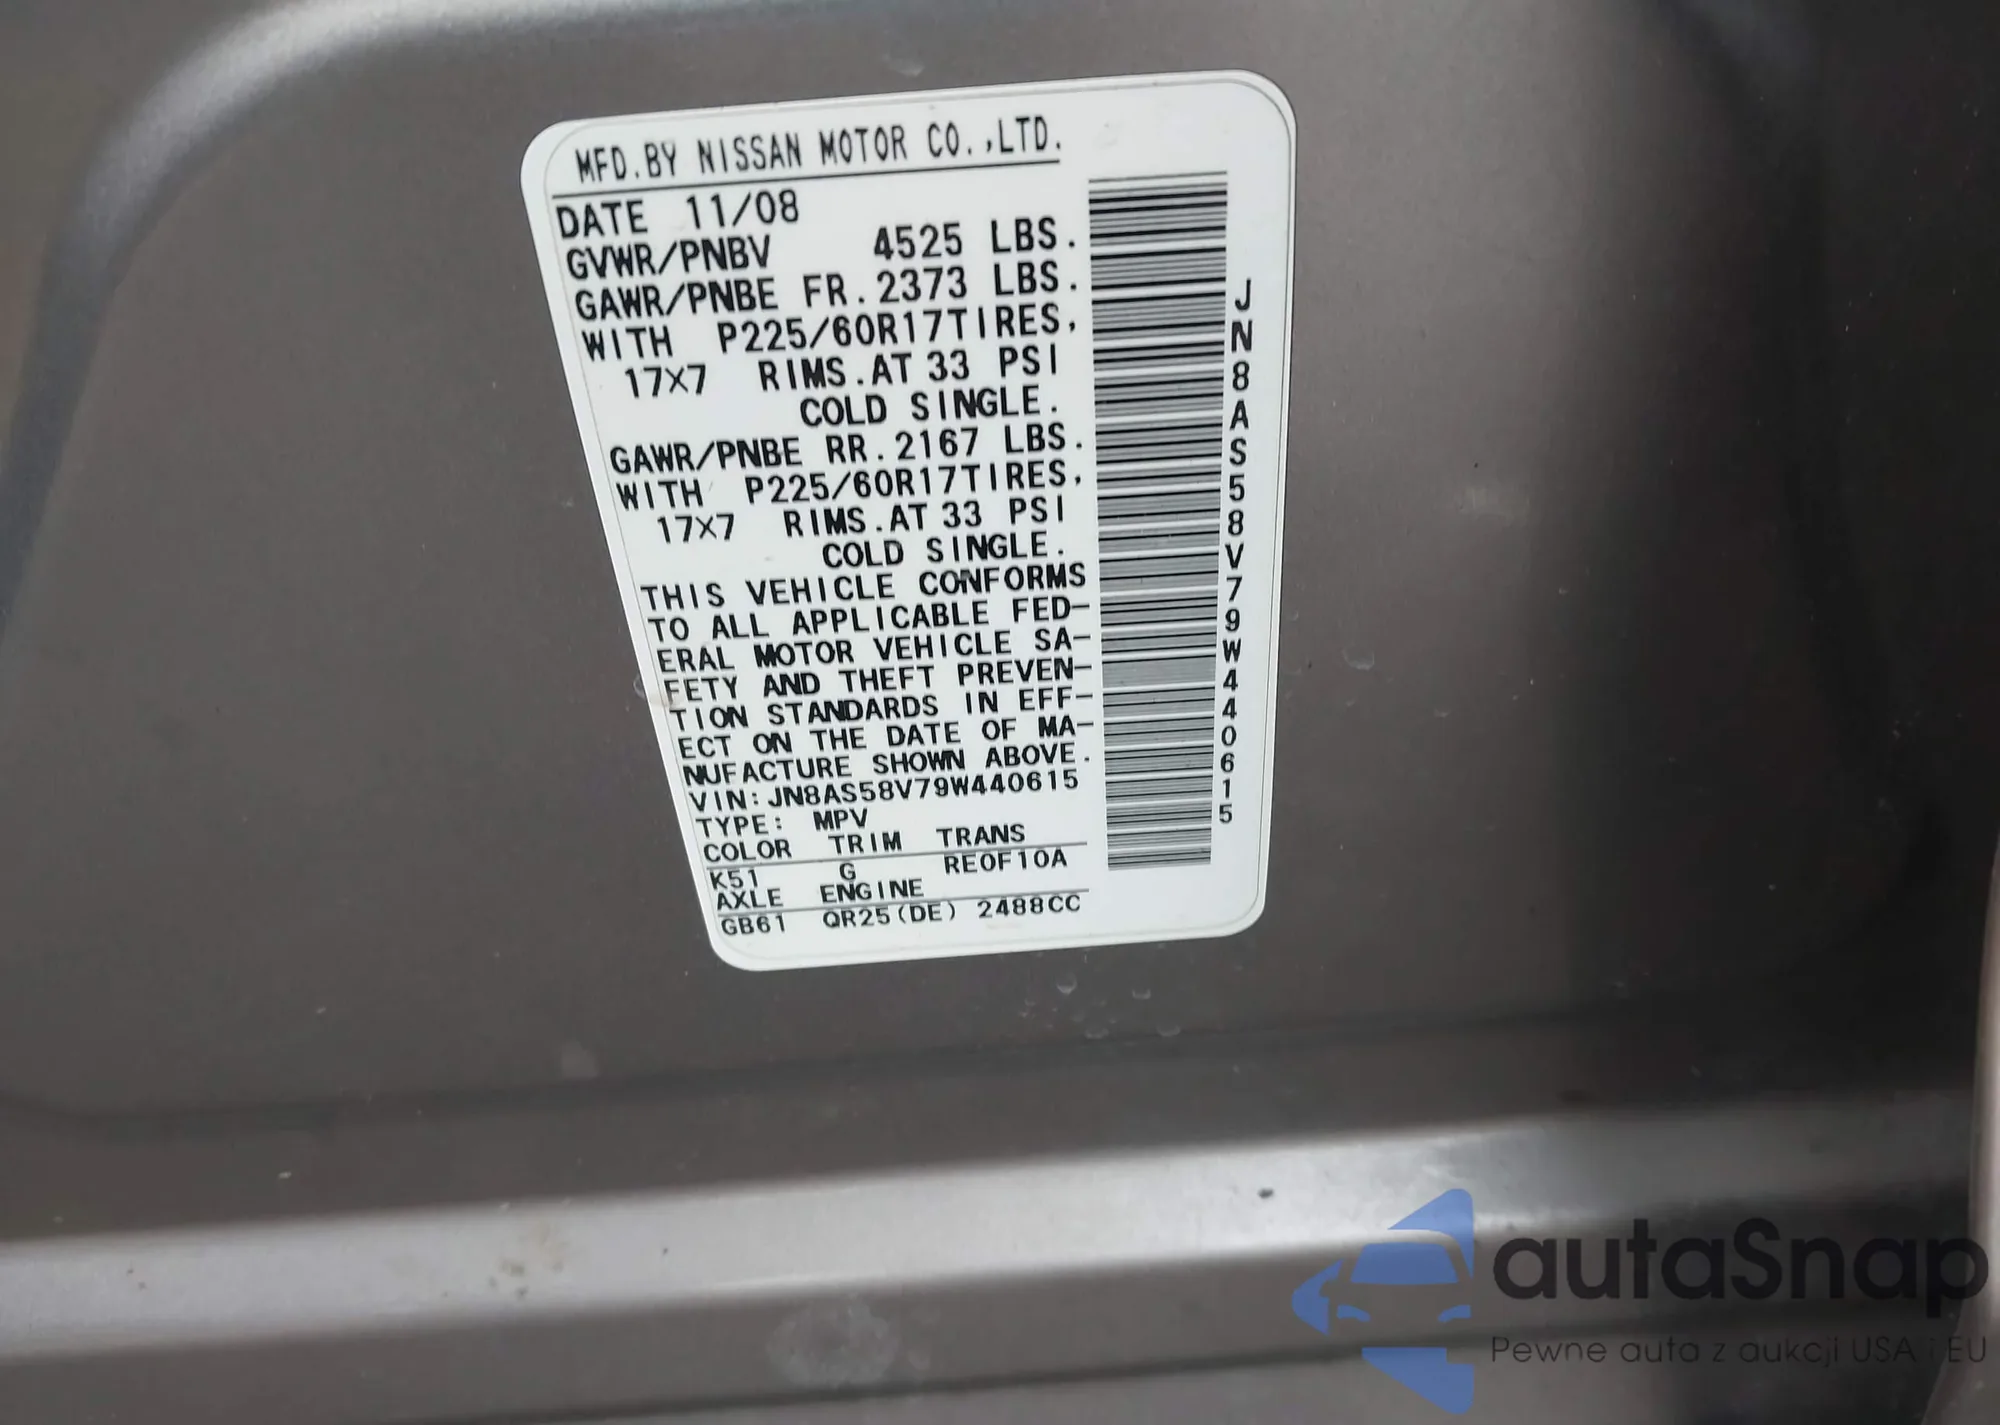 MFD.BY NISSAN MOTOR CO.,LTD.
DATE 11/08
GVWR/PNBV 4525 LBS.
GAWR/PNBE FR.2373 LBS.
WITH P225/60R17TIRES,
17X7 RIMS.AT 33 PSI
COLD SINGLE.
GAWR/PNBE RR.2167 LBS.
WITH P225/60R17TIRES,
17X7 RIMS.AT 33 PSI
COLD SINGLE.
THIS VEHICLE CONFORMS
TO ALL APPLICABLE FED-
ERAL MOTOR VEHICLE SA-
FETY AND THEFT PREVEN-
TION STANDARDS IN EFF-
ECT ON THE DATE OF MA-
NUFACTURE SHOWN ABOVE.
VIN:JN8AS58V79W440615
TYPE: MPV
COLOR TRIM TRANS
K51 G RE0F10A
AXLE ENGINE
GB61 QR25(DE) 2488CC
JN8AS58V79W440615
autaSnap
Pewne auta z aukcji USA i EU